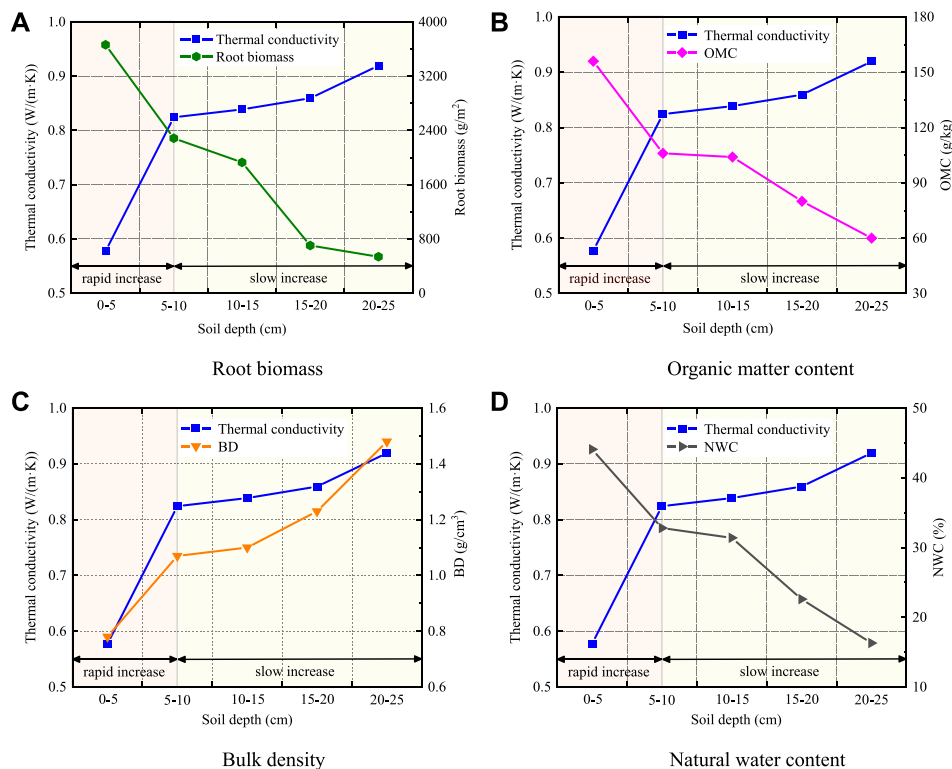 A
Thermal conductivity (W/(m·K))
1.0
0.9
0.8
0.7
0.6
0.5
Thermal conductivity
Root biomass
rapid increase
slow increase
4000
3200
2400
1600
800
0
Root biomass (g/m²)
0-5 5-10 10-15 15-20 20-25
Soil depth (cm)
Root biomass
B
Thermal conductivity (W/(m·K))
1.0
0.9
0.8
0.7
0.6
0.5
Thermal conductivity
OMC
rapid increase
slow increase
180
150
120
90
60
30
OMC (g/kg)
0-5 5-10 10-15 15-20 20-25
Soil depth (cm)
Organic matter content
C
Thermal conductivity (W/(m·K))
1.0
0.9
0.8
0.7
0.6
0.5
Thermal conductivity
BD
rapid increase
slow increase
1.6
1.4
1.2
1.0
0.8
0.6
BD (g/cm³)
0-5 5-10 10-15 15-20 20-25
Soil depth (cm)
Bulk density
D
Thermal conductivity (W/(m·K))
1.0
0.9
0.8
0.7
0.6
0.5
Thermal conductivity
NWC
rapid increase
slow increase
50
40
30
20
10
NWC (%)
0-5 5-10 10-15 15-20 20-25
Soil depth (cm)
Natural water content